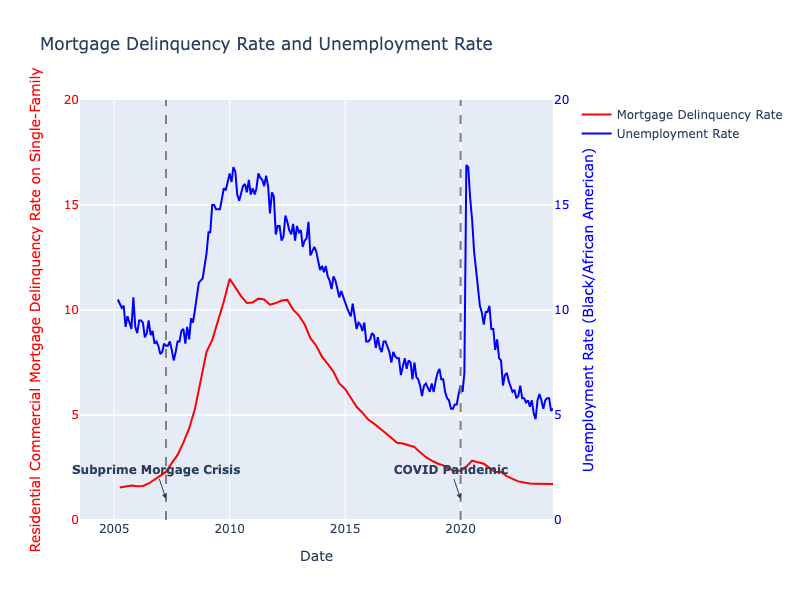 Mortgage Delinquency Rate and Unemployment Rate
Mortgage Delinquency Rate
Unemployment Rate
Residential Commercial Mortgage Delinquency Rate on Single-Family
20
15
10
5
0
Subprime Morgage Crisis
COVID Pandemic
20
15
10
5
0
Unemployment Rate (Black/African American)
2005
2010
2015
2020
Date